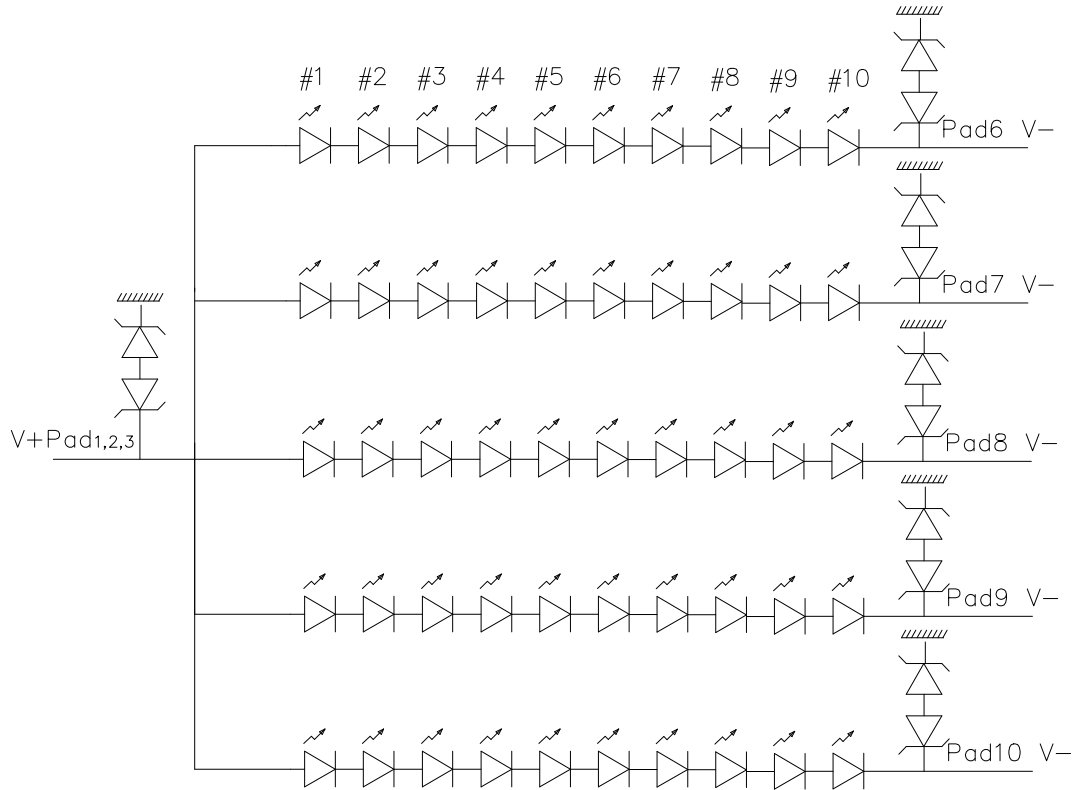 #1 #2 #3 #4 #5 #6 #7 #8 #9 #10
Pad6 V-
Pad7 V-
V+Pad1,2,3
Pad8 V-
Pad9 V-
Pad10 V-